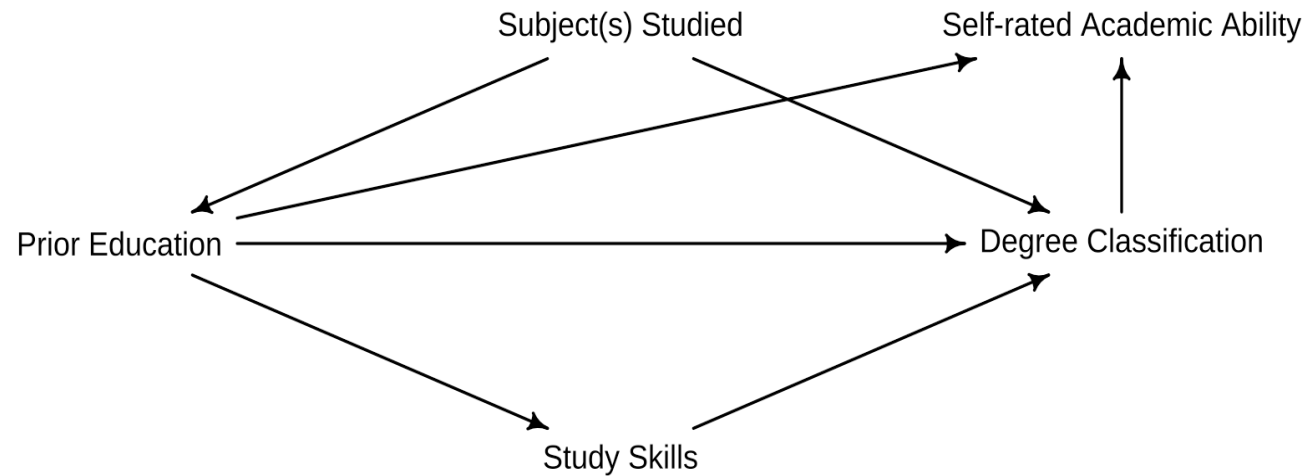 Subject(s) Studied
Self-rated Academic Ability
Prior Education
Degree Classification
Study Skills